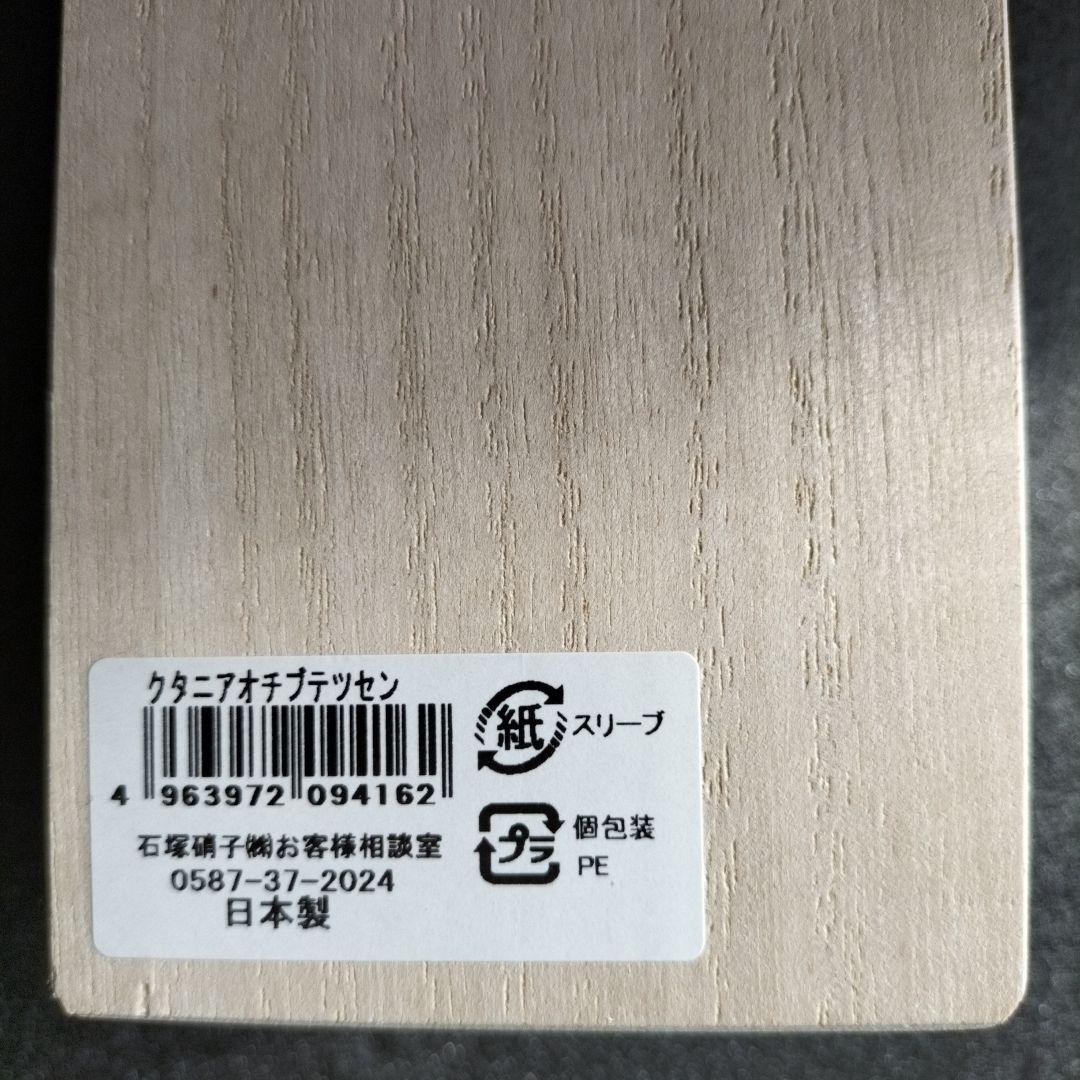 クタニアオチブテツセン
4 963972 094162
石塚硝子㈱お客様相談室
0587-37-2024
日本製
紙 スリーブ
プラ 個包装
PE